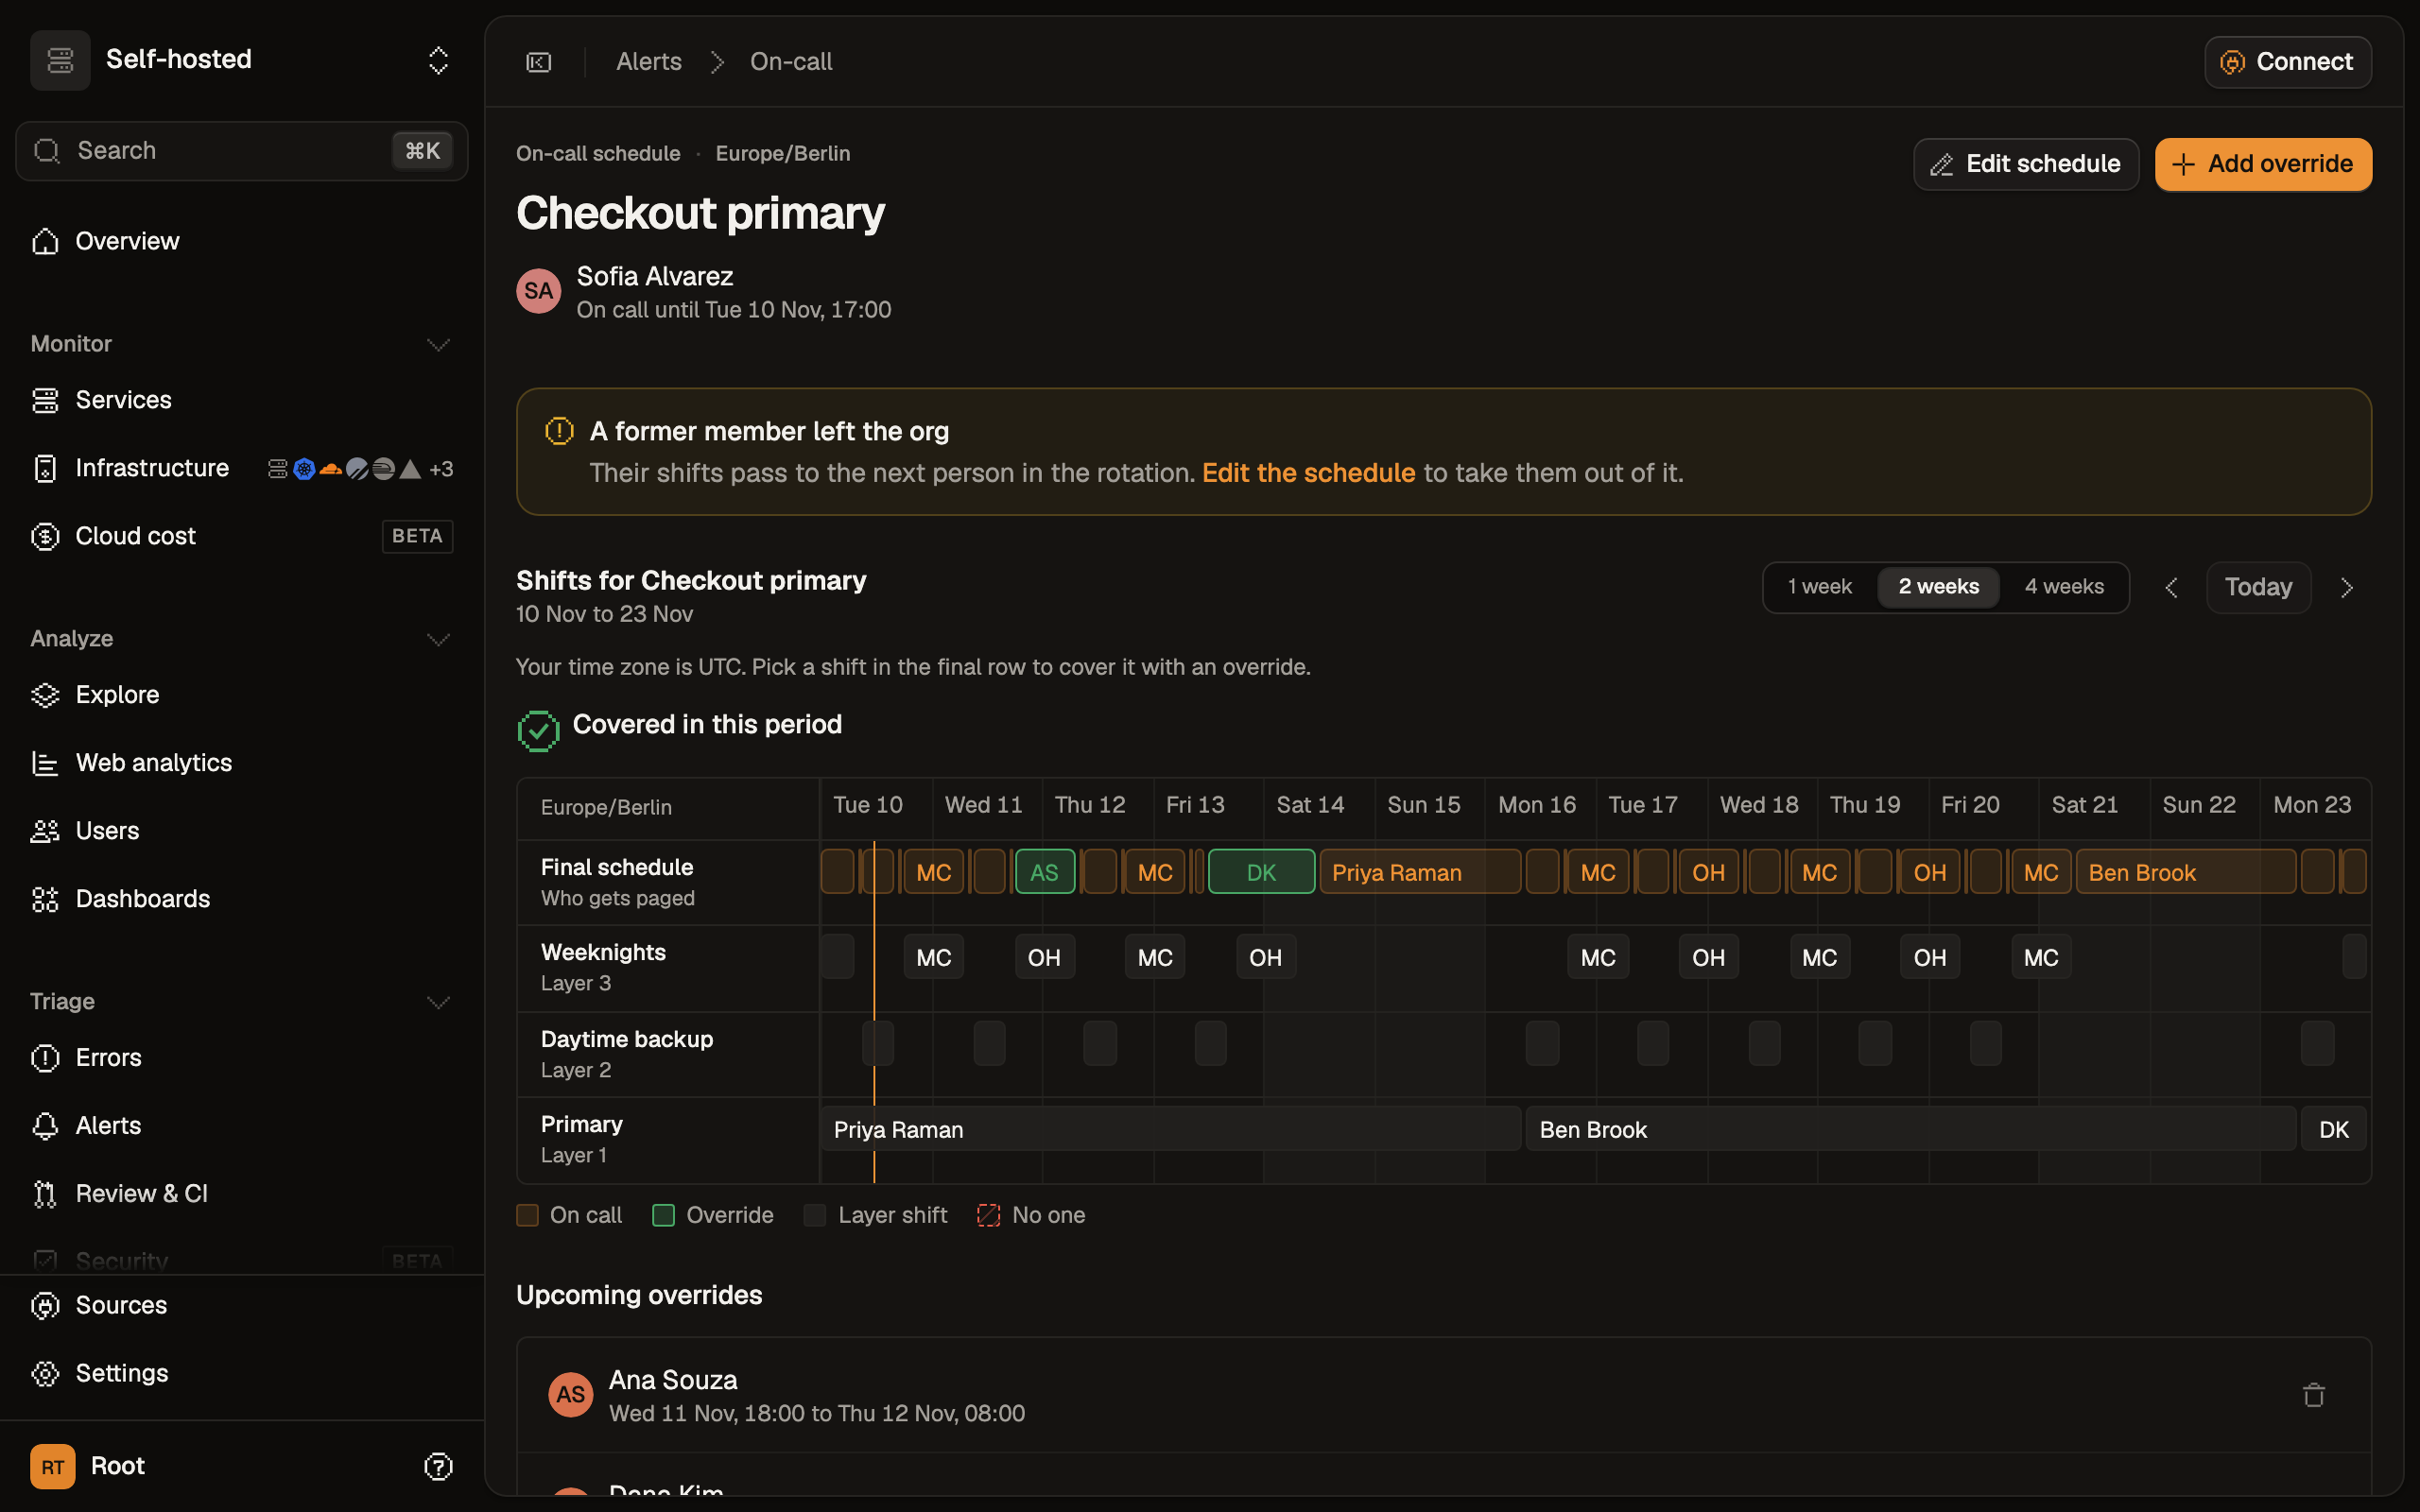 Self-hosted
Search
⌘K
Overview
Monitor
Services
Infrastructure
+3
Cloud cost
BETA
Analyze
Explore
Web analytics
Users
Dashboards
Triage
Errors
Alerts
Review & CI
Security
BETA
Sources
Settings
RT
Root
Alerts
On-call
Connect
On-call schedule · Europe/Berlin
Edit schedule
Add override
Checkout primary
SA
Sofia Alvarez
On call until Tue 10 Nov, 17:00
A former member left the org
Their shifts pass to the next person in the rotation. Edit the schedule to take them out of it.
Shifts for Checkout primary
10 Nov to 23 Nov
1 week
2 weeks
4 weeks
Today
Your time zone is UTC. Pick a shift in the final row to cover it with an override.
Covered in this period
Europe/Berlin
Tue 10
Wed 11
Thu 12
Fri 13
Sat 14
Sun 15
Mon 16
Tue 17
Wed 18
Thu 19
Fri 20
Sat 21
Sun 22
Mon 23
Final schedule
Who gets paged
MC
AS
MC
DK
Priya Raman
MC
OH
MC
OH
MC
Ben Brook
Weeknights
Layer 3
MC
OH
MC
OH
MC
OH
MC
OH
MC
Daytime backup
Layer 2
Primary
Layer 1
Priya Raman
Ben Brook
DK
On call
Override
Layer shift
No one
Upcoming overrides
AS
Ana Souza
Wed 11 Nov, 18:00 to Thu 12 Nov, 08:00